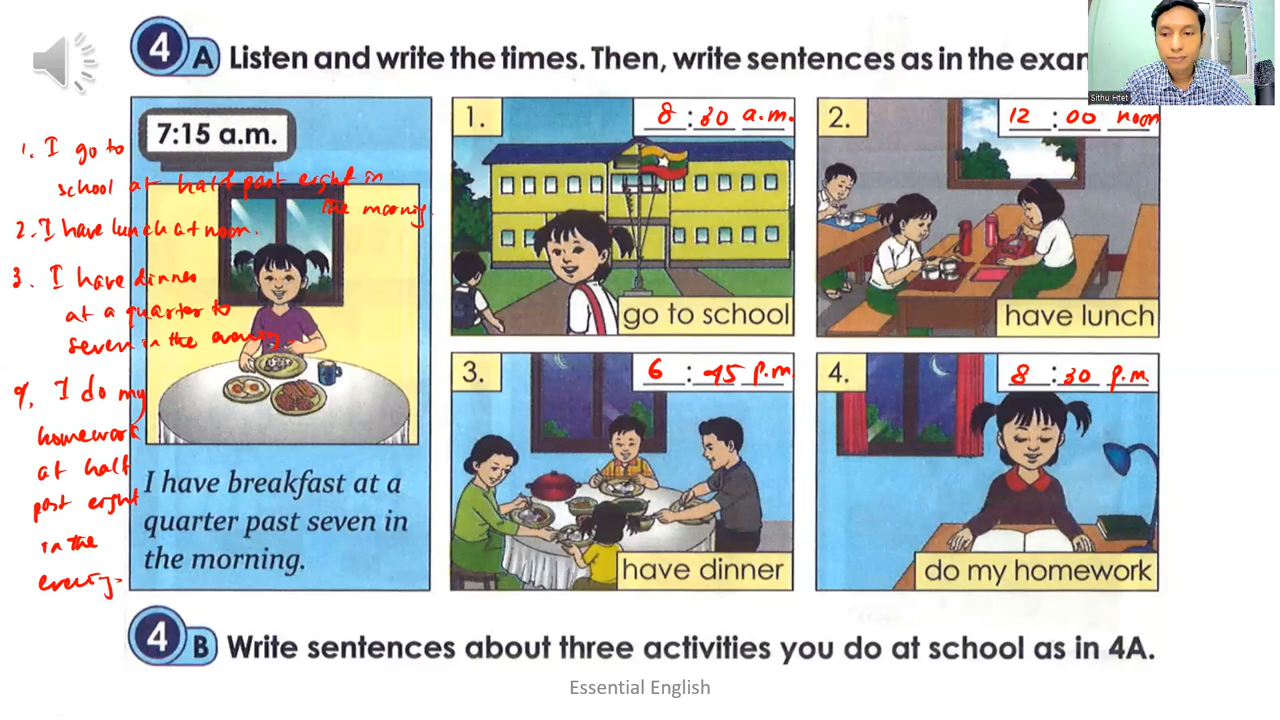 4 A Listen and write the times. Then, write sentences as in the exam
Sithu Htet
7:15 a.m.
1. 8:30 a.m.
go to school
2. 12:00 noon
have lunch
3. 6:45 p.m
have dinner
4. 8:30 p.m
do my homework
1. I go to
school at half past eight in
the morning.
2. I have lunch at noon.
3. I have dinner
at a quarter to
seven in the evening.
4. I do my
homework
at half
past eight
in the
evening.
I have breakfast at a
quarter past seven in
the morning.
4 B Write sentences about three activities you do at school as in 4A.
Essential English